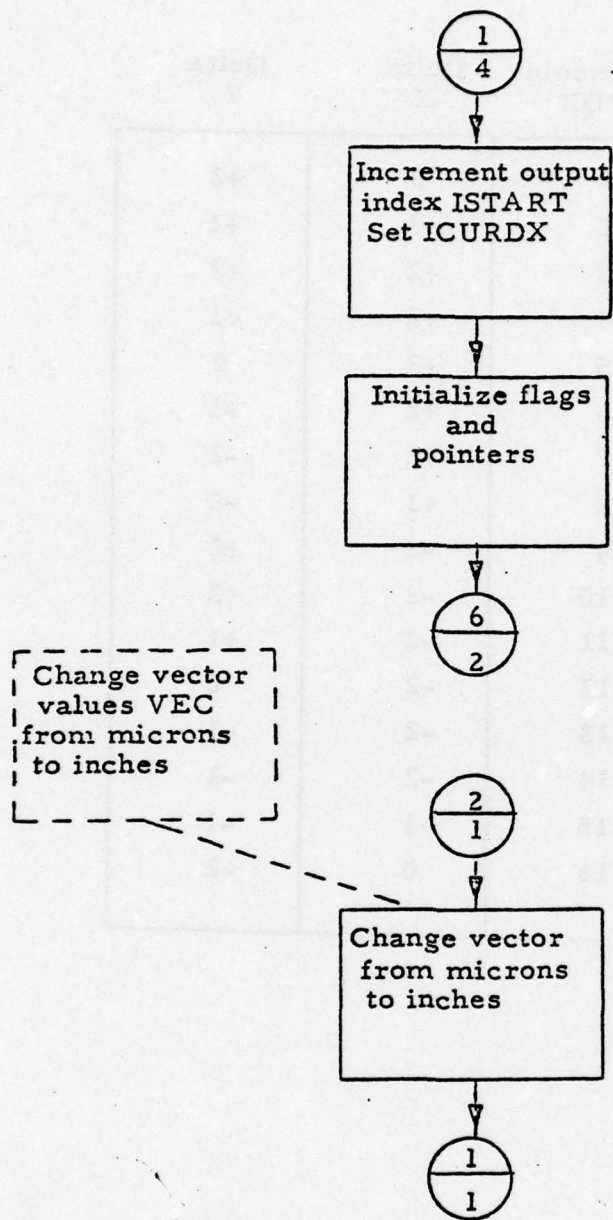 1
4
Increment output
index ISTART
Set ICURDX
Initialize flags
and
pointers
6
2
Change vector
values VEC
from microns
to inches
2
1
Change vector
from microns
to inches
1
1